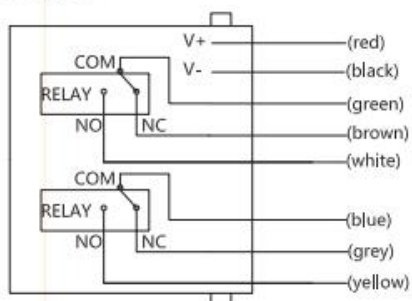 V+ (red)
COM V- (black)
RELAY (green)
NO NC (brown)
(white)
COM
RELAY (blue)
NO NC (grey)
(yellow)